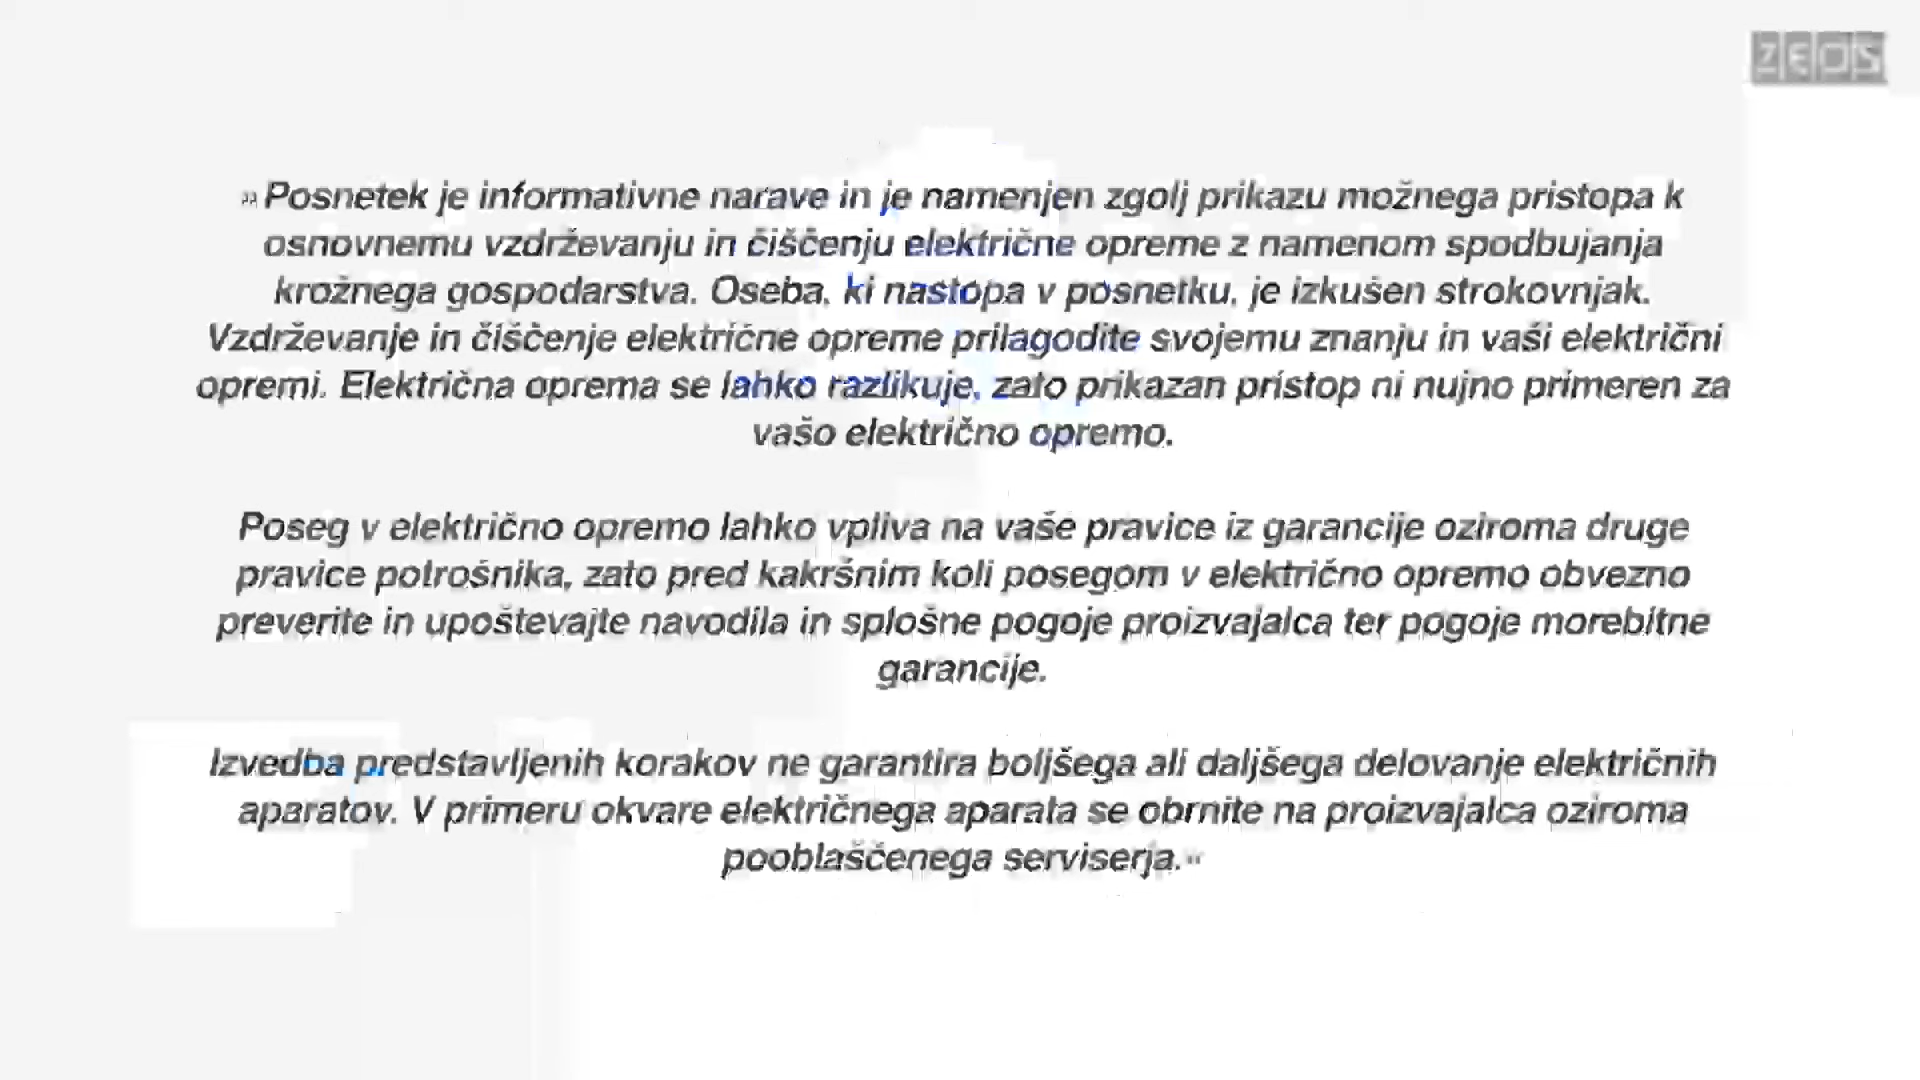 ZEOS
»Posnetek je informativne narave in je namenjen zgolj prikazu možnega pristopa k
osnovnemu vzdrževanju in čiščenju električne opreme z namenom spodbujanja
krožnega gospodarstva. Oseba, ki nastopa v posnetku, je izkušen strokovnjak.
Vzdrževanje in čiščenje električne opreme prilagodite svojemu znanju in vaši električni
opremi. Električna oprema se lahko razlikuje, zato prikazan pristop ni nujno primeren za
vašo električno opremo.
Poseg v električno opremo lahko vpliva na vaše pravice iz garancije oziroma druge
pravice potrošnika, zato pred kakršnim koli posegom v električno opremo obvezno
preverite in upoštevajte navodila in splošne pogoje proizvajalca ter pogoje morebitne
garancije.
Izvedba predstavljenih korakov ne garantira boljšega ali daljšega delovanje električnih
aparatov. V primeru okvare električnega aparata se obrnite na proizvajalca oziroma
pooblaščenega serviserja.«